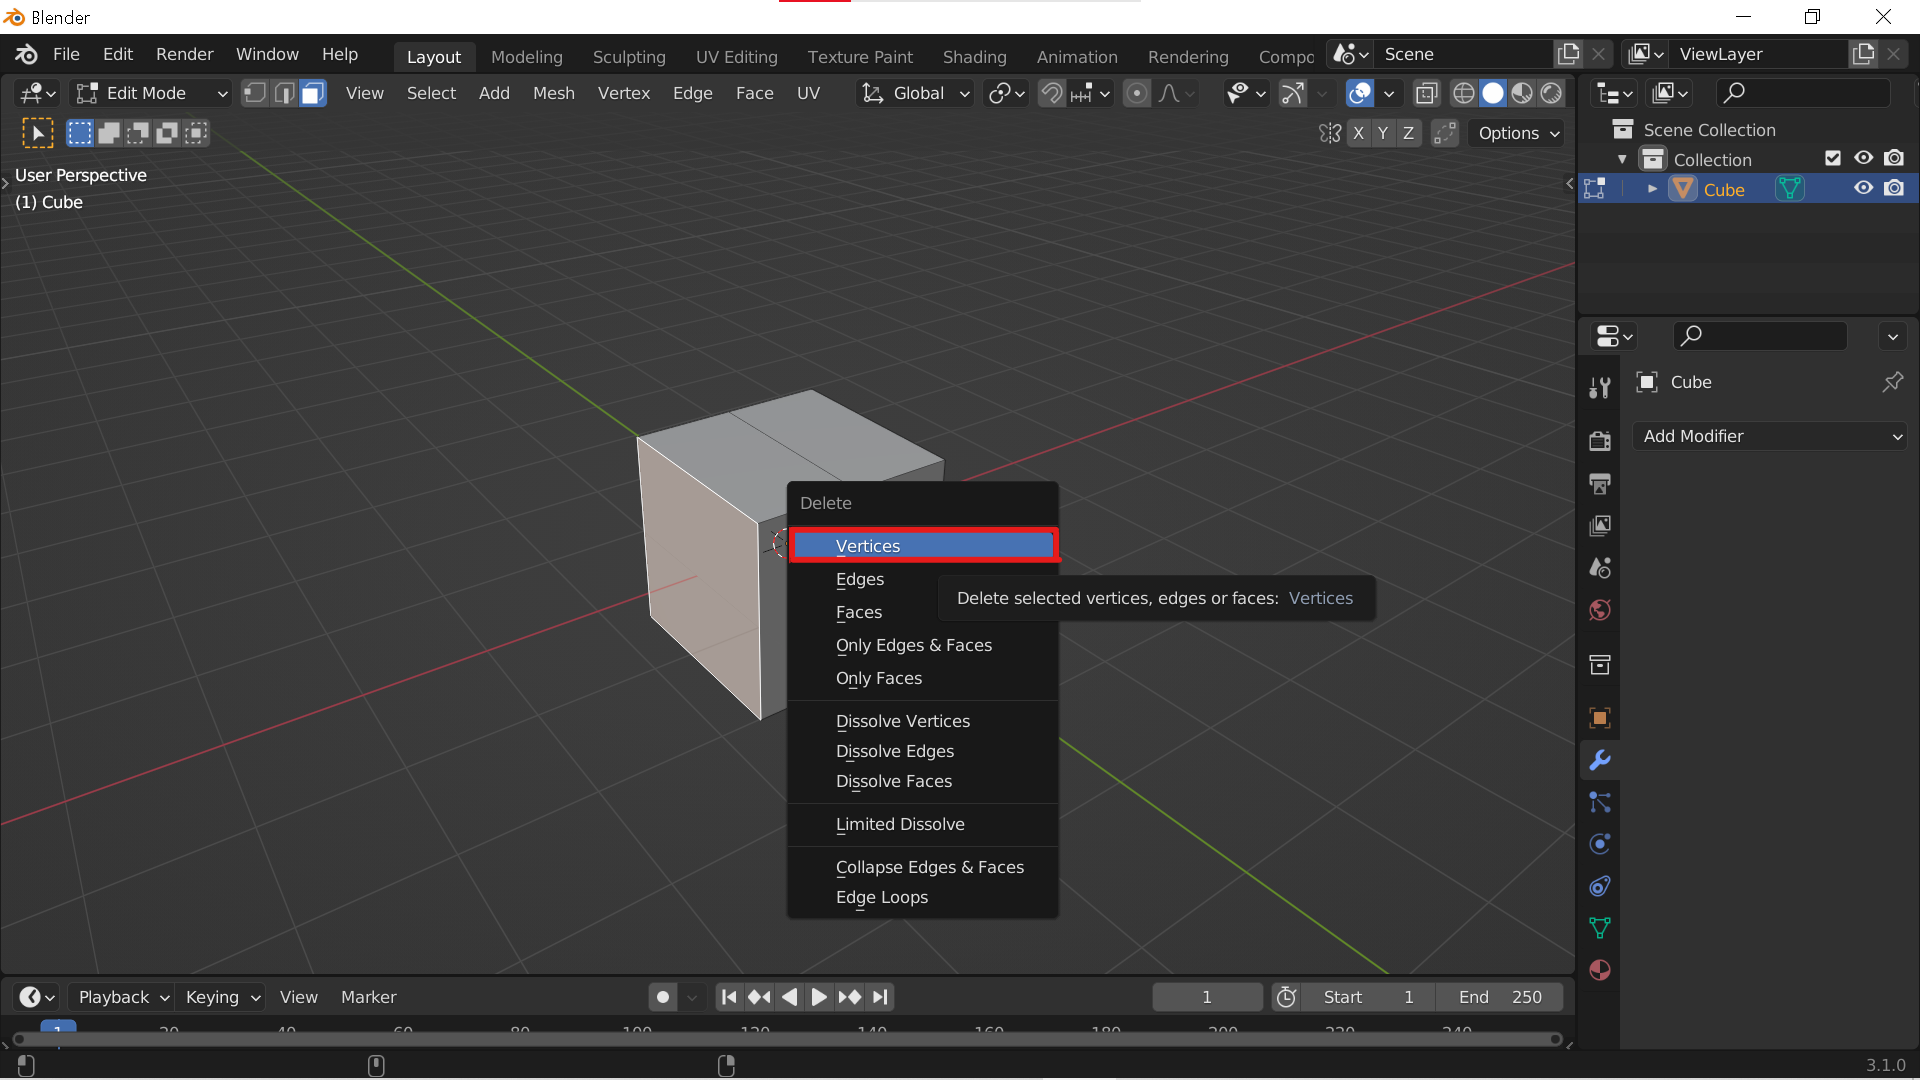 Blender
File Edit Render Window Help Layout Modeling Sculpting UV Editing Texture Paint Shading Animation Rendering Compo Scene ViewLayer
Edit Mode View Select Add Mesh Vertex Edge Face UV Global
X Y Z Options
User Perspective
(1) Cube
Scene Collection
Collection
Cube
Cube
Add Modifier
Delete
Vertices
Edges
Delete selected vertices, edges or faces: Vertices
Faces
Only Edges & Faces
Only Faces
Dissolve Vertices
Dissolve Edges
Dissolve Faces
Limited Dissolve
Collapse Edges & Faces
Edge Loops
Playback Keying View Marker 1 Start 1 End 250
1 20 40 60 80 100 120 140 160 180 200 220 240
3.1.0